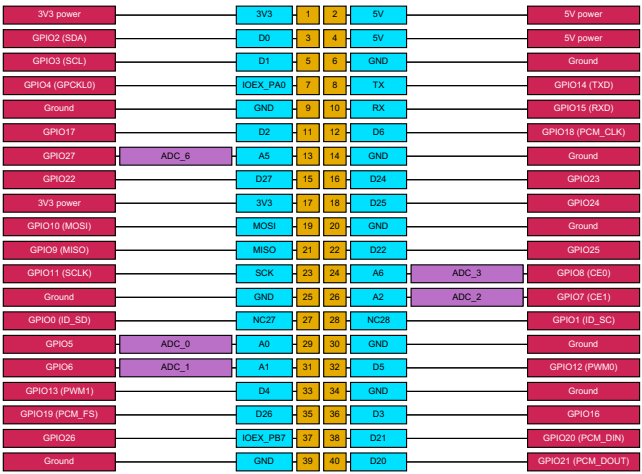 3V3 power 3V3 1 2 5V 5V power
GPIO2 (SDA) D0 3 4 5V 5V power
GPIO3 (SCL) D1 5 6 GND Ground
GPIO4 (GPCKL0) IOEX_PA0 7 8 TX GPIO14 (TXD)
Ground GND 9 10 RX GPIO15 (RXD)
GPIO17 D2 11 12 D6 GPIO18 (PCM_CLK)
GPIO27 ADC_6 A5 13 14 GND Ground
GPIO22 D27 15 16 D24 GPIO23
3V3 power 3V3 17 18 D25 GPIO24
GPIO10 (MOSI) MOSI 19 20 GND Ground
GPIO9 (MISO) MISO 21 22 D22 GPIO25
GPIO11 (SCLK) SCK 23 24 A6 ADC_3 GPIO8 (CE0)
Ground GND 25 26 A2 ADC_2 GPIO7 (CE1)
GPIO0 (ID_SD) NC27 27 28 NC28 GPIO1 (ID_SC)
GPIO5 ADC_0 A0 29 30 GND Ground
GPIO6 ADC_1 A1 31 32 D5 GPIO12 (PWM0)
GPIO13 (PWM1) D4 33 34 GND Ground
GPIO19 (PCM_FS) D26 35 36 D3 GPIO16
GPIO26 IOEX_PB7 37 38 D21 GPIO20 (PCM_DIN)
Ground GND 39 40 D20 GPIO21 (PCM_DOUT)